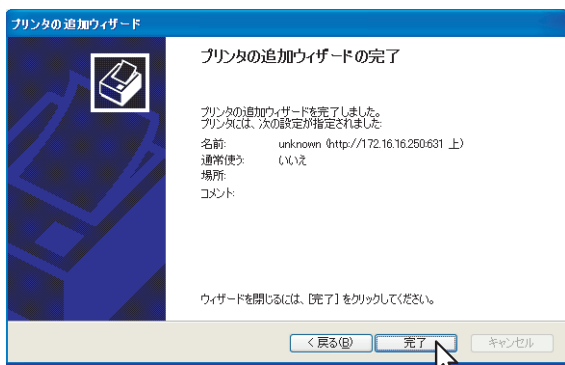 プリンタの追加ウィザード
プリンタの追加ウィザードの完了
プリンタの追加ウィザードを完了しました。
プリンタには、次の設定が指定されました:
名前: unknown (http://172.16.16.250:631 上)
通常使う: いいえ
場所:
コメント:
ウィザードを閉じるには、[完了] をクリックしてください。
< 戻る(B) 完了 キャンセル